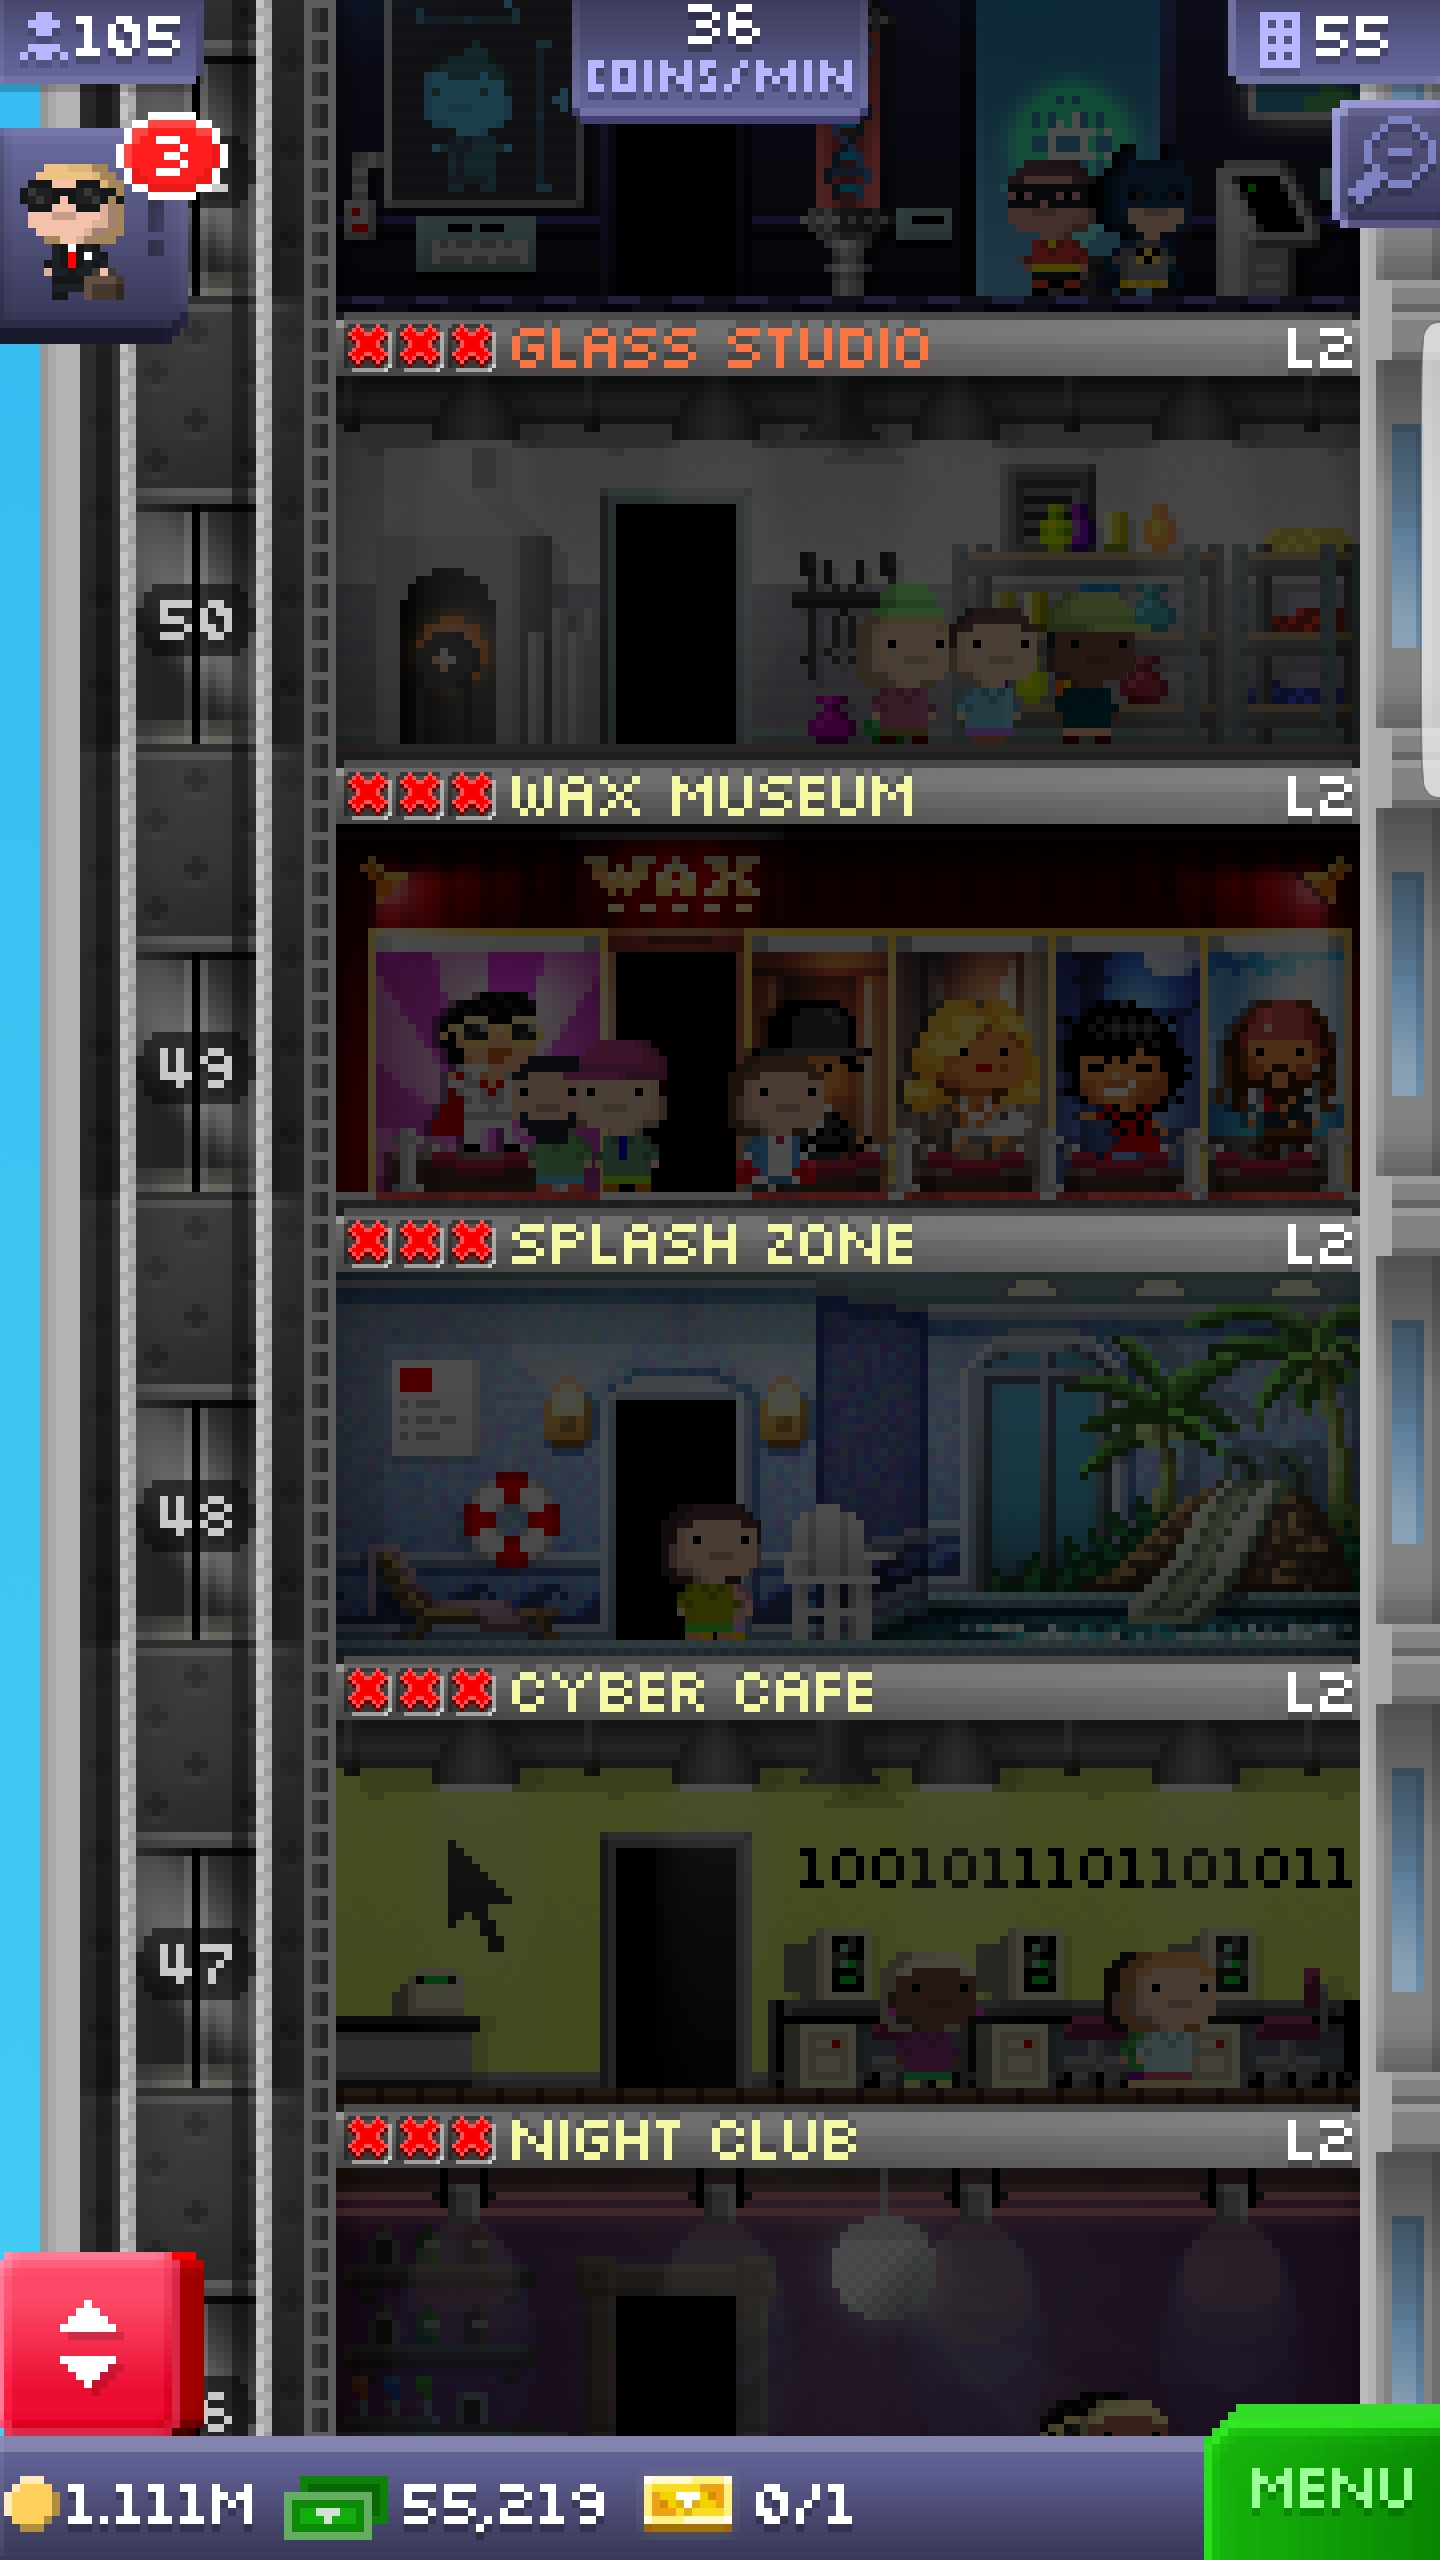 105
36
COINS/MIN
55
3
GLASS STUDIO L2
50
WAX MUSEUM L2
WAX
49
SPLASH ZONE L2
48
CYBER CAFE L2
1001011101101011
47
NIGHT CLUB L2
6
1.111M 55,219 0/1
MENU